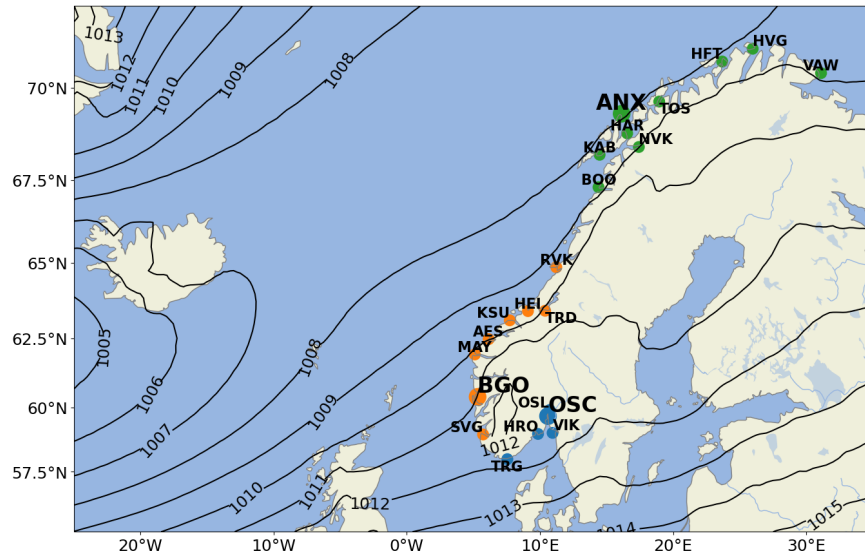 1013
1012
1011
1010
1009
1008
HFT
HVG
VAW
70°N
ANX
TOS
HAR
NVK
KAB
67.5°N
BOO
65°N
RVK
HEI
KSU
TRD
62.5°N
AES
MAY
1005
1006
1007
1008
1009
1010
1011
1012
BGO
OSL
OSC
60°N
SVG
HRO
VIK
1012
TRG
57.5°N
1013
1014
1015
20°W
10°W
0°W
10°E
20°E
30°E